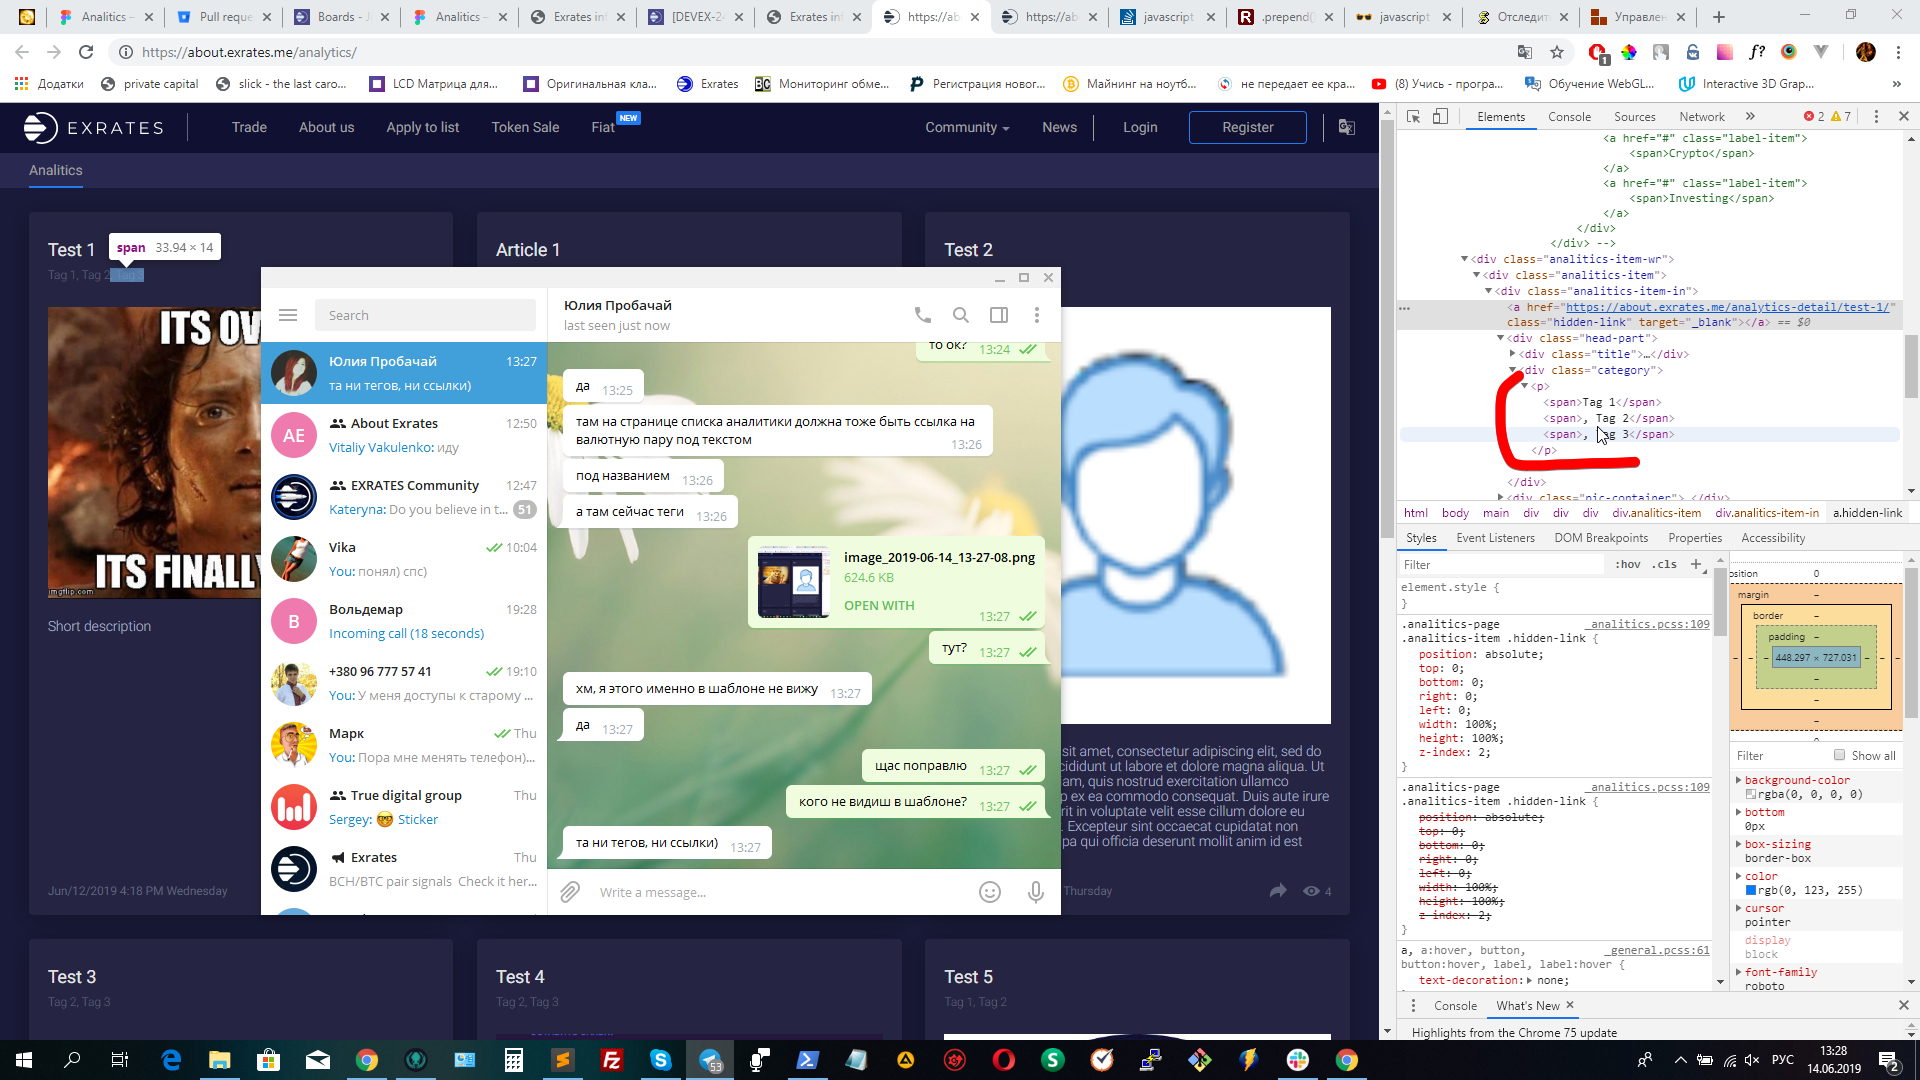 Analitics –
Pull reque
Boards - J
Analitics –
Exrates inf
[DEVEX-24
Exrates inf
https://abo
https://abo
javascript
.prepend()
javascript
Отследить
Управлен
https://about.exrates.me/analytics/
Додатки
private capital
slick - the last caro...
LCD Матрица для...
Оригинальная кла...
Exrates
Мониторинг обме...
Регистрация новог...
Майнинг на ноутб...
не передает ее кра...
(8) Учись - програ...
Обучение WebGL...
Interactive 3D Grap...
EXRATES
Trade
About us
Apply to list
Token Sale
Fiat
NEW
Community
News
Login
Register
Analitics
Test 1
span 33.94 × 14
Tag 1, Tag 2, Tag 3
Article 1
Test 2
ITS OV
ITS FINALLY
imgflip.com
Short description
Jun/12/2019 4:18 PM Wednesday
Search
Юлия Пробачай 13:27
та ни тегов, ни ссылки)
AE
About Exrates 12:50
Vitaliy Vakulenko: иду
EXRATES Community 12:47
Kateryna: Do you believe in t... 51
Vika 10:04
You: понял) спс)
В
Вольдемар 19:28
Incoming call (18 seconds)
+380 96 777 57 41 19:10
You: У меня доступы к старому ...
Марк Thu
You: Пора мне менять телефон)...
True digital group Thu
Sergey: Sticker
Exrates Thu
BCH/BTC pair signals Check it her...
Юлия Пробачай
last seen just now
то ок? 13:24
да 13:25
там на странице списка аналитики должна тоже быть ссылка на
валютную пару под текстом 13:26
под названием 13:26
а там сейчас теги 13:26
image_2019-06-14_13-27-08.png
624.6 KB
OPEN WITH
13:27
тут? 13:27
хм, я этого именно в шаблоне не вижу 13:27
да 13:27
щас поправлю 13:27
кого не видиш в шаблоне? 13:27
та ни тегов, ни ссылки) 13:27
Write a message...
sit amet, consectetur adipiscing elit, sed do
cididunt ut labore et dolore magna aliqua. Ut
am, quis nostrud exercitation ullamco
p ex ea commodo consequat. Duis aute irure
rit in voluptate velit esse cillum dolore eu
. Excepteur sint occaecat cupidatat non
pa qui officia deserunt mollit anim id est
Thursday
4
Test 3
Tag 2, Tag 3
Test 4
Tag 2, Tag 3
Test 5
Tag 1, Tag 2
Elements
Console
Sources
Network
2
7
<a href="#" class="label-item">
<span>Crypto</span>
</a>
<a href="#" class="label-item">
<span>Investing</span>
</a>
</div>
</div> -->
<div class="analitics-item-wr">
<div class="analitics-item">
<div class="analitics-item-in">
<a href="https://about.exrates.me/analytics-detail/test-1/"
class="hidden-link" target="_blank"></a> == $0
<div class="head-part">
<div class="title">…</div>
<div class="category">
<p>
<span>Tag 1</span>
<span>, Tag 2</span>
<span>, Tag 3</span>
</p>
</div>
<div class="pic-container">…</div>
html body main div div div div.analitics-item div.analitics-item-in a.hidden-link
Styles
Event Listeners
DOM Breakpoints
Properties
Accessibility
Filter
:hov .cls +
element.style {
}
.analitics-page _analitics.pcss:109
.analitics-item .hidden-link {
position: absolute;
top: 0;
bottom: 0;
right: 0;
left: 0;
width: 100%;
height: 100%;
z-index: 2;
}
.analitics-page _analitics.pcss:109
.analitics-item .hidden-link {
position: absolute;
top: 0;
bottom: 0;
right: 0;
left: 0;
width: 100%;
height: 100%;
z-index: 2;
}
a, a:hover, button, _general.pcss:61
button:hover, label, label:hover {
text-decoration: none;
osition 0
margin –
border –
padding –
448.297 × 727.031
Filter
Show all
background-color
rgba(0, 0, 0, 0)
bottom
0px
box-sizing
border-box
color
rgb(0, 123, 255)
cursor
pointer
display
block
font-family
roboto
Console
What's New
Highlights from the Chrome 75 update
53
РУС
13:28
14.06.2019
2